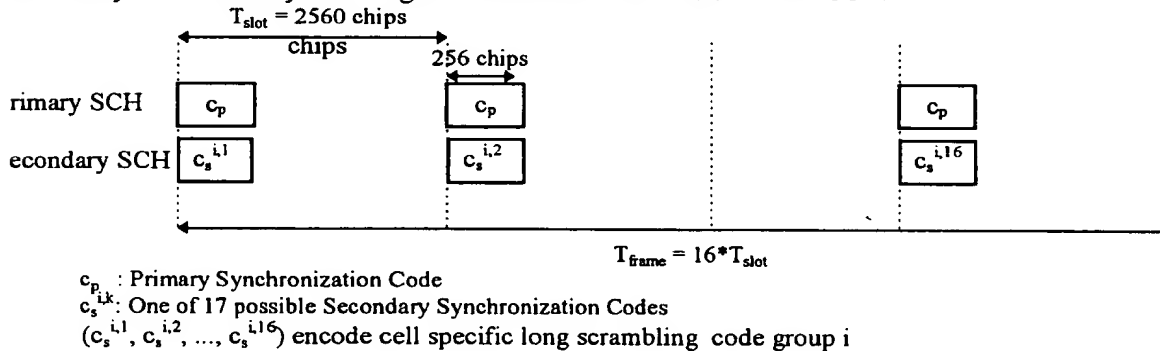 T_slot = 2560 chips
chips
256 chips
rimary SCH
c_p
c_p
c_p
econdary SCH
c_s^i,1
c_s^i,2
c_s^i,16
T_frame = 16*T_slot
c_p : Primary Synchronization Code
c_s^i,k: One of 17 possible Secondary Synchronization Codes
(c_s^i,1, c_s^i,2, ..., c_s^i,16) encode cell specific long scrambling code group i